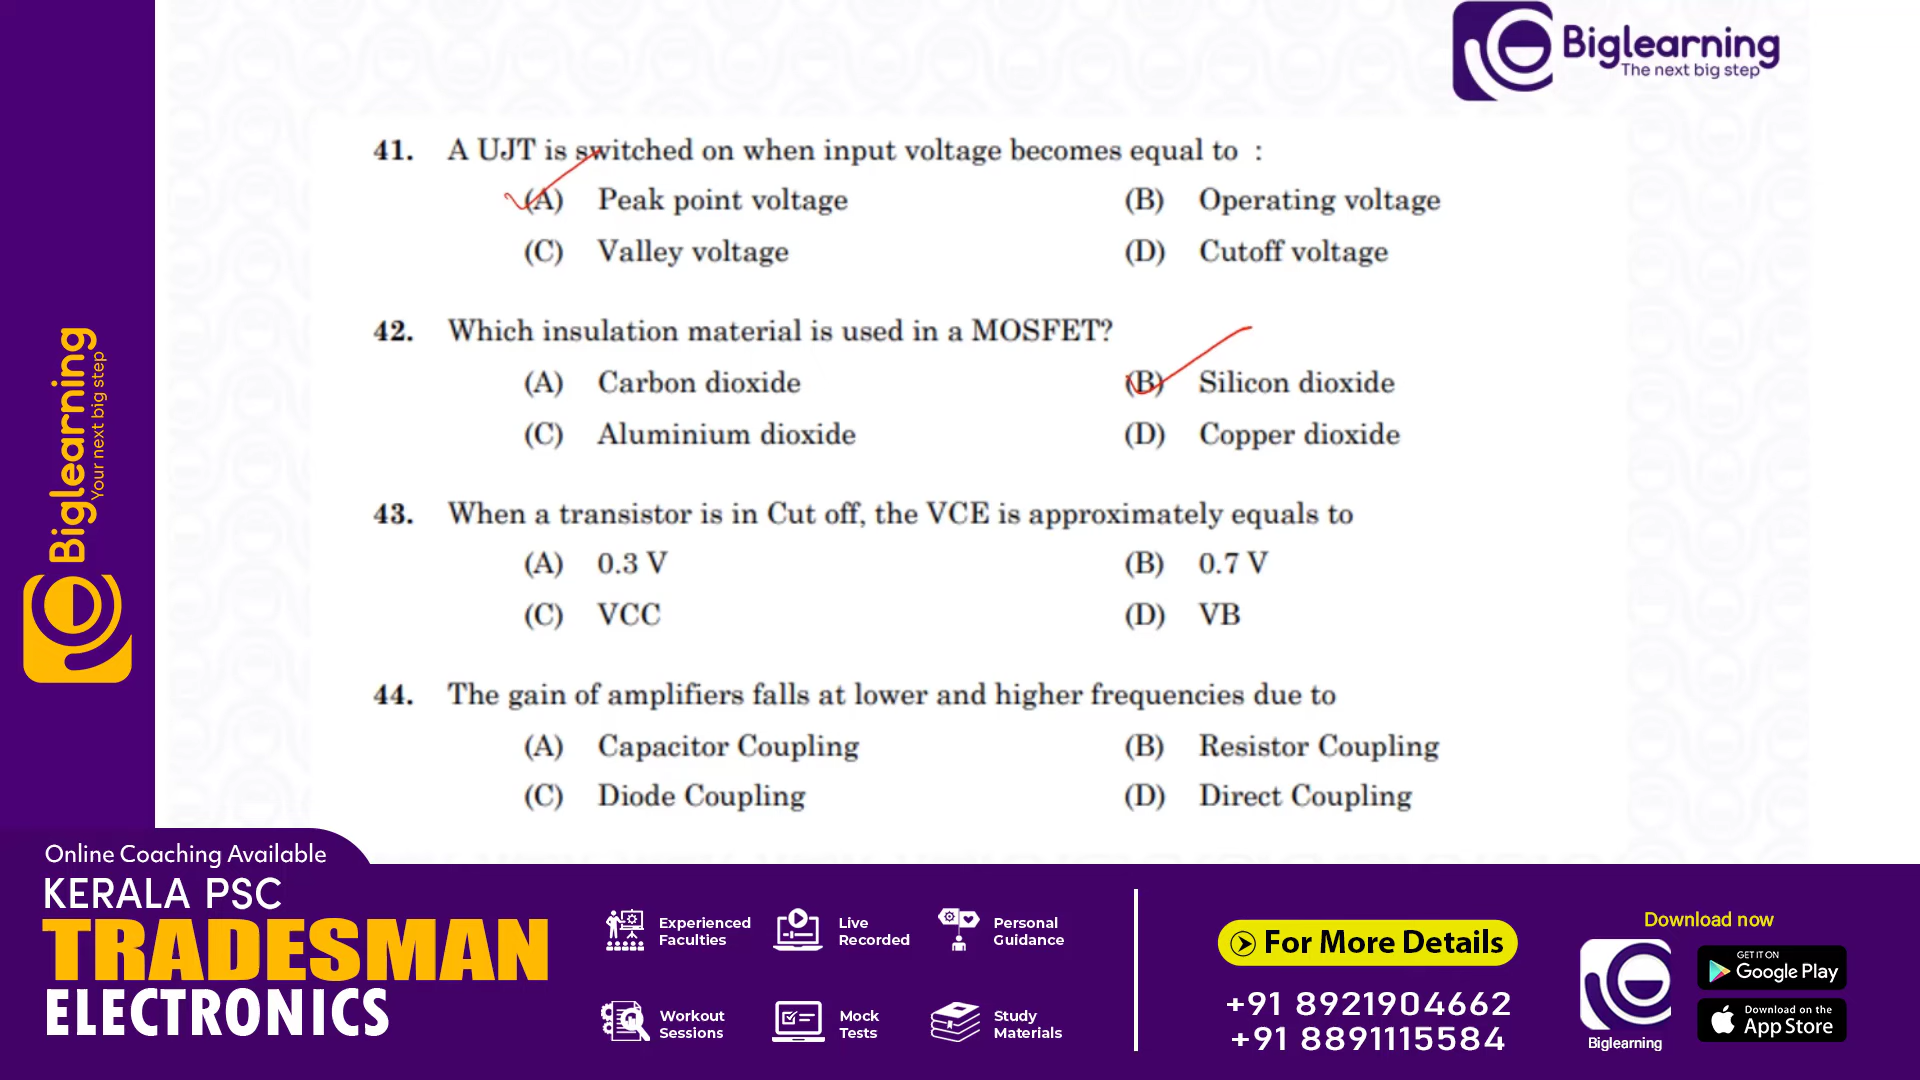 Biglearning
The next big step
41. A UJT is switched on when input voltage becomes equal to :
(A) Peak point voltage (B) Operating voltage
(C) Valley voltage (D) Cutoff voltage
42. Which insulation material is used in a MOSFET?
(A) Carbon dioxide (B) Silicon dioxide
(C) Aluminium dioxide (D) Copper dioxide
43. When a transistor is in Cut off, the VCE is approximately equals to
(A) 0.3 V (B) 0.7 V
(C) VCC (D) VB
44. The gain of amplifiers falls at lower and higher frequencies due to
(A) Capacitor Coupling (B) Resistor Coupling
(C) Diode Coupling (D) Direct Coupling
Biglearning
Your next big step
Online Coaching Available
KERALA PSC
TRADESMAN
ELECTRONICS
Experienced
Faculties
Live
Recorded
Personal
Guidance
Workout
Sessions
Mock
Tests
Study
Materials
For More Details
+91 8921904662
+91 8891115584
Download now
Biglearning
GET IT ON
Google Play
Download on the
App Store